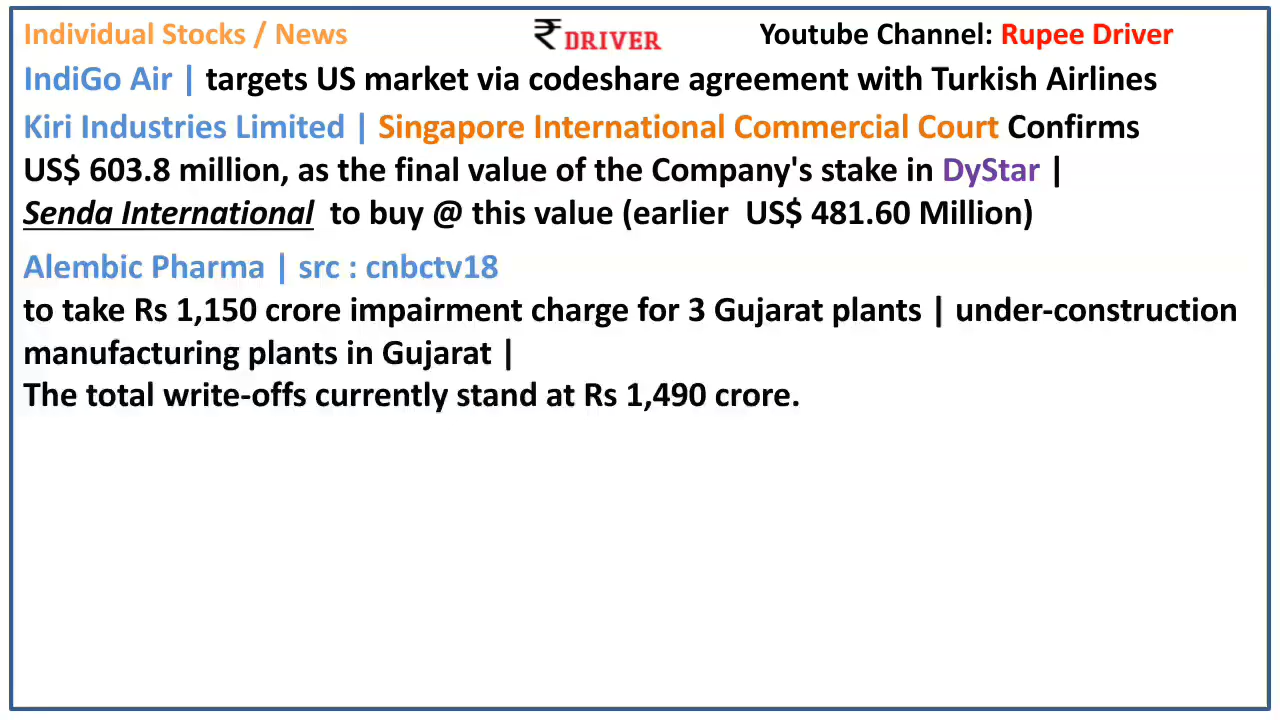 Individual Stocks / News
₹ DRIVER
Youtube Channel: Rupee Driver
IndiGo Air | targets US market via codeshare agreement with Turkish Airlines
Kiri Industries Limited | Singapore International Commercial Court Confirms
US$ 603.8 million, as the final value of the Company's stake in DyStar |
Senda International to buy @ this value (earlier US$ 481.60 Million)
Alembic Pharma | src : cnbctv18
to take Rs 1,150 crore impairment charge for 3 Gujarat plants | under-construction
manufacturing plants in Gujarat |
The total write-offs currently stand at Rs 1,490 crore.